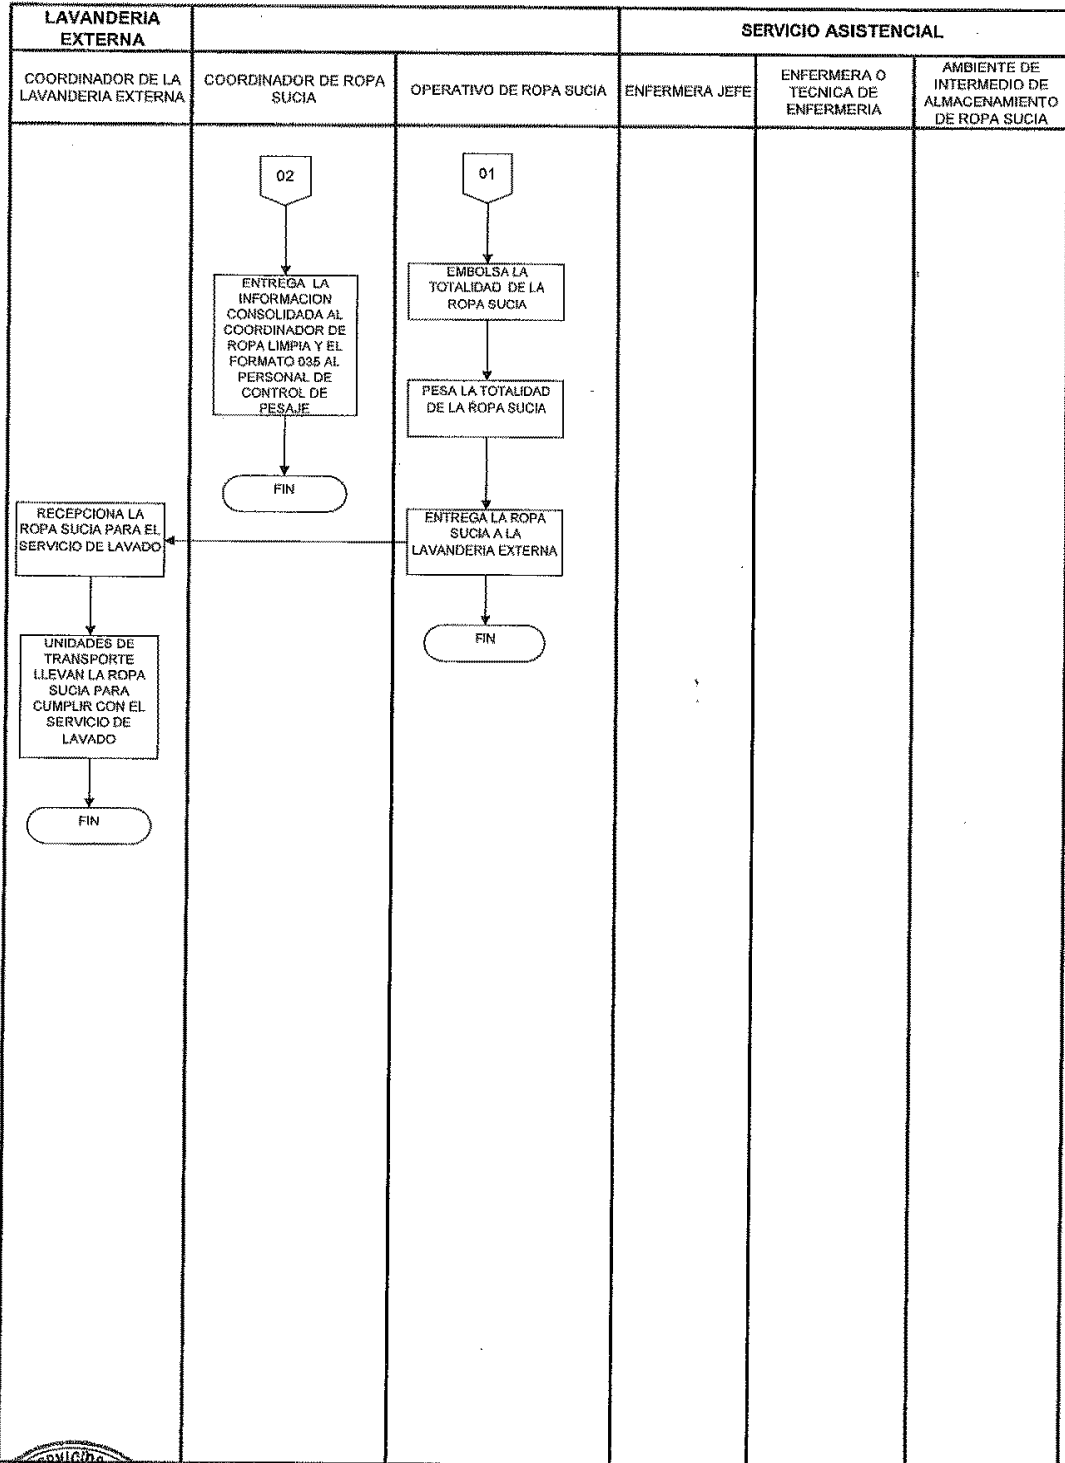 LAVANDERIA
EXTERNA
SERVICIO ASISTENCIAL
COORDINADOR DE LA
LAVANDERIA EXTERNA
COORDINADOR DE ROPA
SUCIA
OPERATIVO DE ROPA SUCIA
ENFERMERA JEFE
ENFERMERA O
TECNICA DE
ENFERMERIA
AMBIENTE DE
INTERMEDIO DE
ALMACENAMIENTO
DE ROPA SUCIA
02
01
ENTREGA LA
INFORMACION
CONSOLIDADA AL
COORDINADOR DE
ROPA LIMPIA Y EL
FORMATO 035 AL
PERSONAL DE
CONTROL DE
PESAJE
EMBOLSA LA
TOTALIDAD DE LA
ROPA SUCIA
PESA LA TOTALIDAD
DE LA ROPA SUCIA
FIN
RECEPCIONA LA
ROPA SUCIA PARA EL
SERVICIO DE LAVADO
ENTREGA LA ROPA
SUCIA A LA
LAVANDERIA EXTERNA
FIN
UNIDADES DE
TRANSPORTE
LLEVAN LA ROPA
SUCIA PARA
CUMPLIR CON EL
SERVICIO DE
LAVADO
FIN